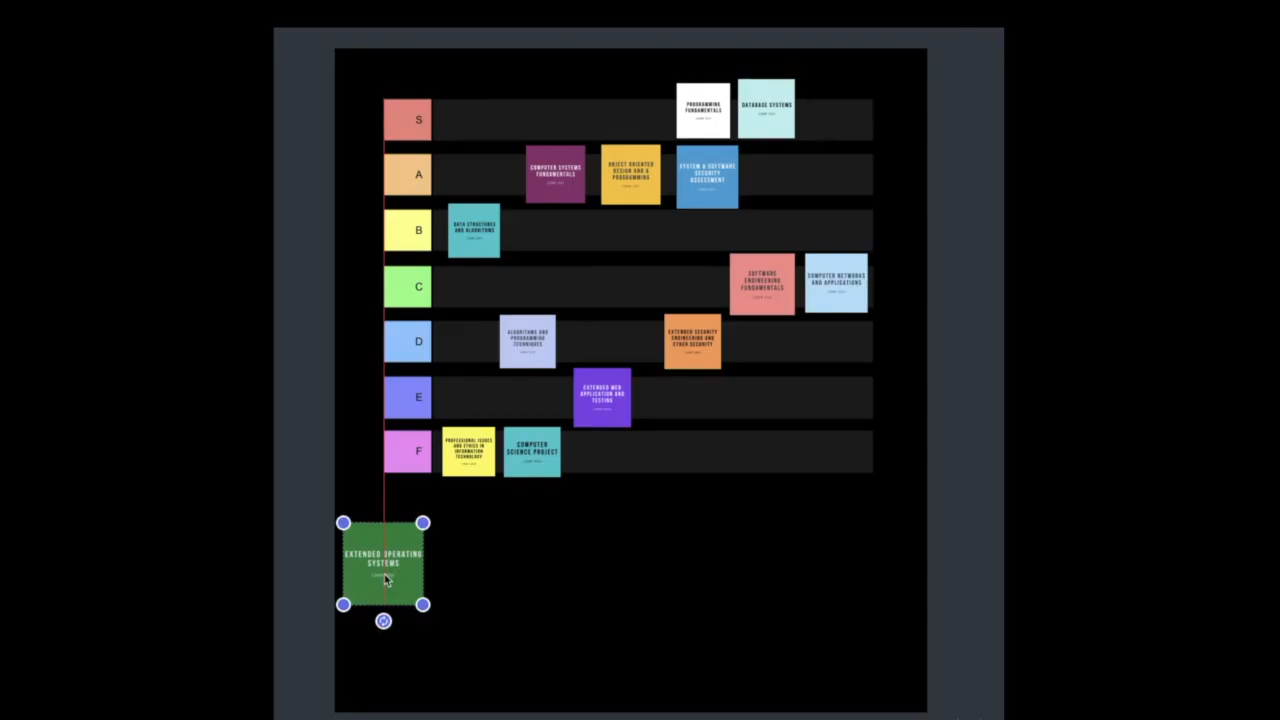 S
PROGRAMMING
FUNDAMENTALS
DATABASE SYSTEMS
A
COMPUTER SYSTEMS
FUNDAMENTALS
OBJECT ORIENTED
DESIGN AND &
PROGRAMMING
SYSTEM & SOFTWARE
SECURITY
ASSESSMENT
B
DATA STRUCTURES
AND ALGORITHMS
C
SOFTWARE
ENGINEERING
FUNDAMENTALS
COMPUTER NETWORKS
AND APPLICATIONS
D
ALGORITHMS AND
PROGRAMMING
TECHNIQUES
EXTENDED SECURITY
ENGINEERING AND
CYBER SECURITY
E
EXTENDED WEB
APPLICATION AND
TESTING
F
PROFESSIONAL ISSUES
AND ETHICS IN
INFORMATION
TECHNOLOGY
COMPUTER
SCIENCE PROJECT
EXTENDED OPERATING
SYSTEMS